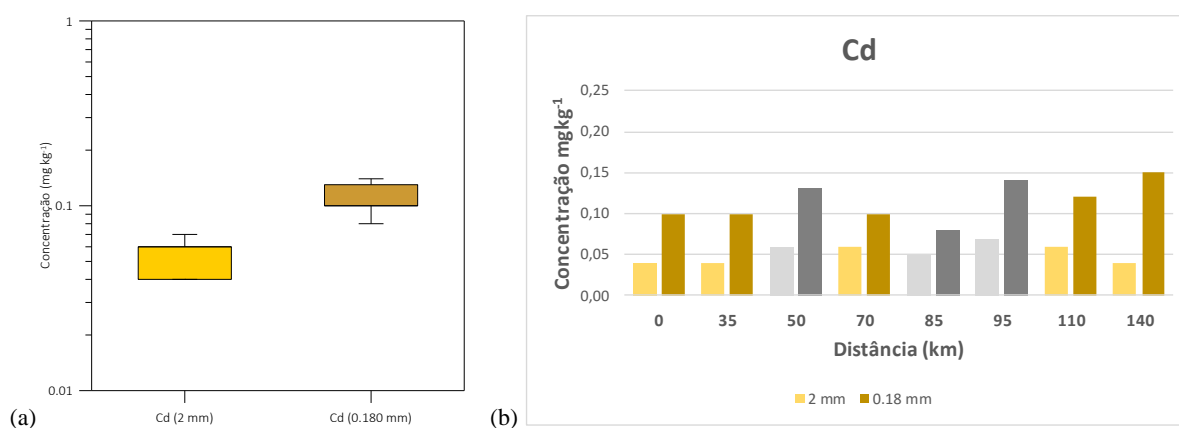 1
0.1
0.01
Concentração (mg kg⁻¹)
Cd (2 mm) Cd (0.180 mm)
(a)
Cd
0,25
0,20
0,15
0,10
0,05
0,00
Concentração mgkg⁻¹
0 35 50 70 85 95 110 140
Distância (km)
2 mm 0.18 mm
(b)